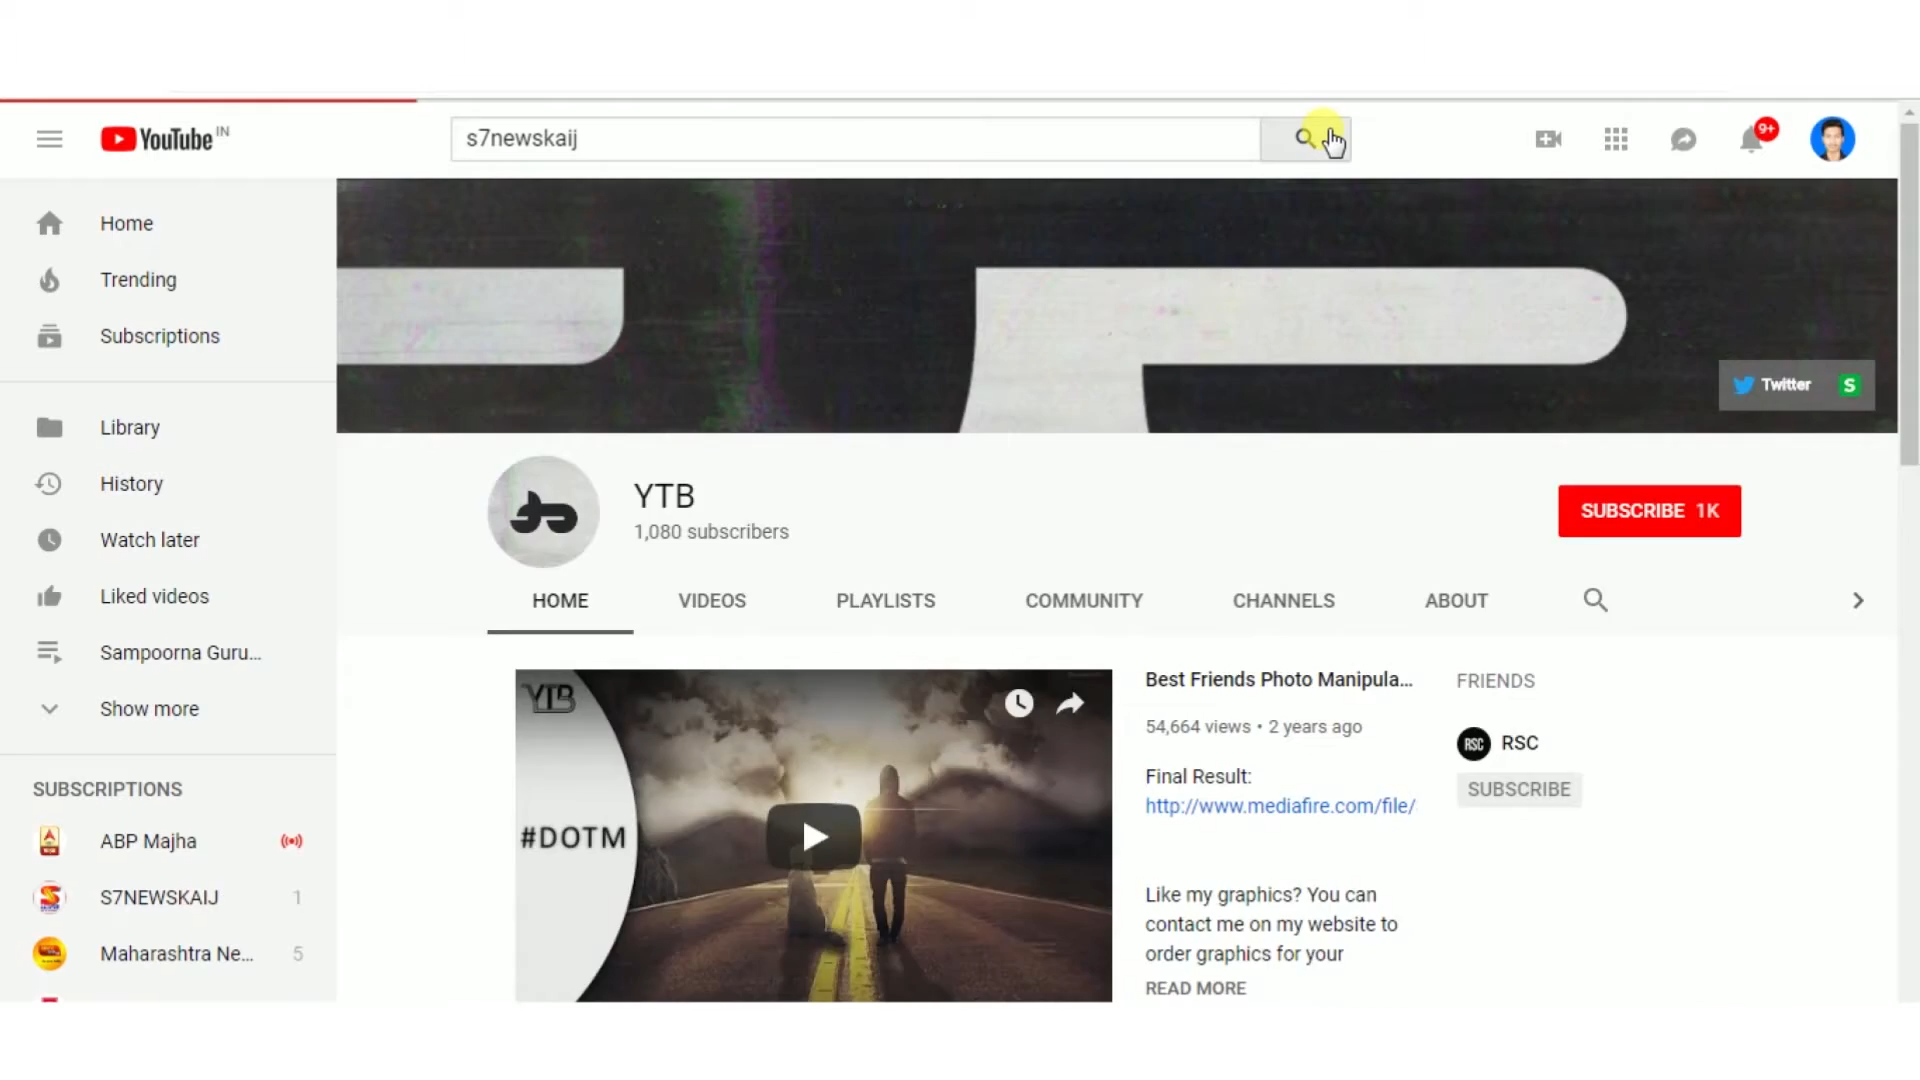 YouTube IN
s7newskaij
9+
Home
Trending
Subscriptions
Library
History
Watch later
Liked videos
Sampoorna Guru...
Show more
SUBSCRIPTIONS
ABP Majha
S7NEWSKAIJ 1
Maharashtra Ne... 5
Twitter S
YTB
1,080 subscribers
SUBSCRIBE 1K
HOME VIDEOS PLAYLISTS COMMUNITY CHANNELS ABOUT
YTB
#DOTM
Best Friends Photo Manipula...
54,664 views • 2 years ago
Final Result:
http://www.mediafire.com/file/
Like my graphics? You can
contact me on my website to
order graphics for your
READ MORE
FRIENDS
RSC RSC
SUBSCRIBE